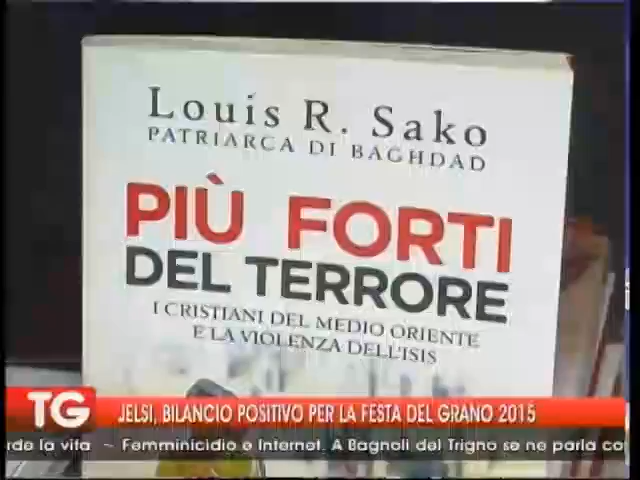 Louis R. Sako
PATRIARCA DI BAGHDAD
PIÙ FORTI
DEL TERRORE
I CRISTIANI DEL MEDIO ORIENTE
E LA VIOLENZA DELL'ISIS
TG JELSI, BILANCIO POSITIVO PER LA FESTA DEL GRANO 2015
rde la vita ~ Femminicidio e Internet. A Bagnoli del Trigno se ne parla co